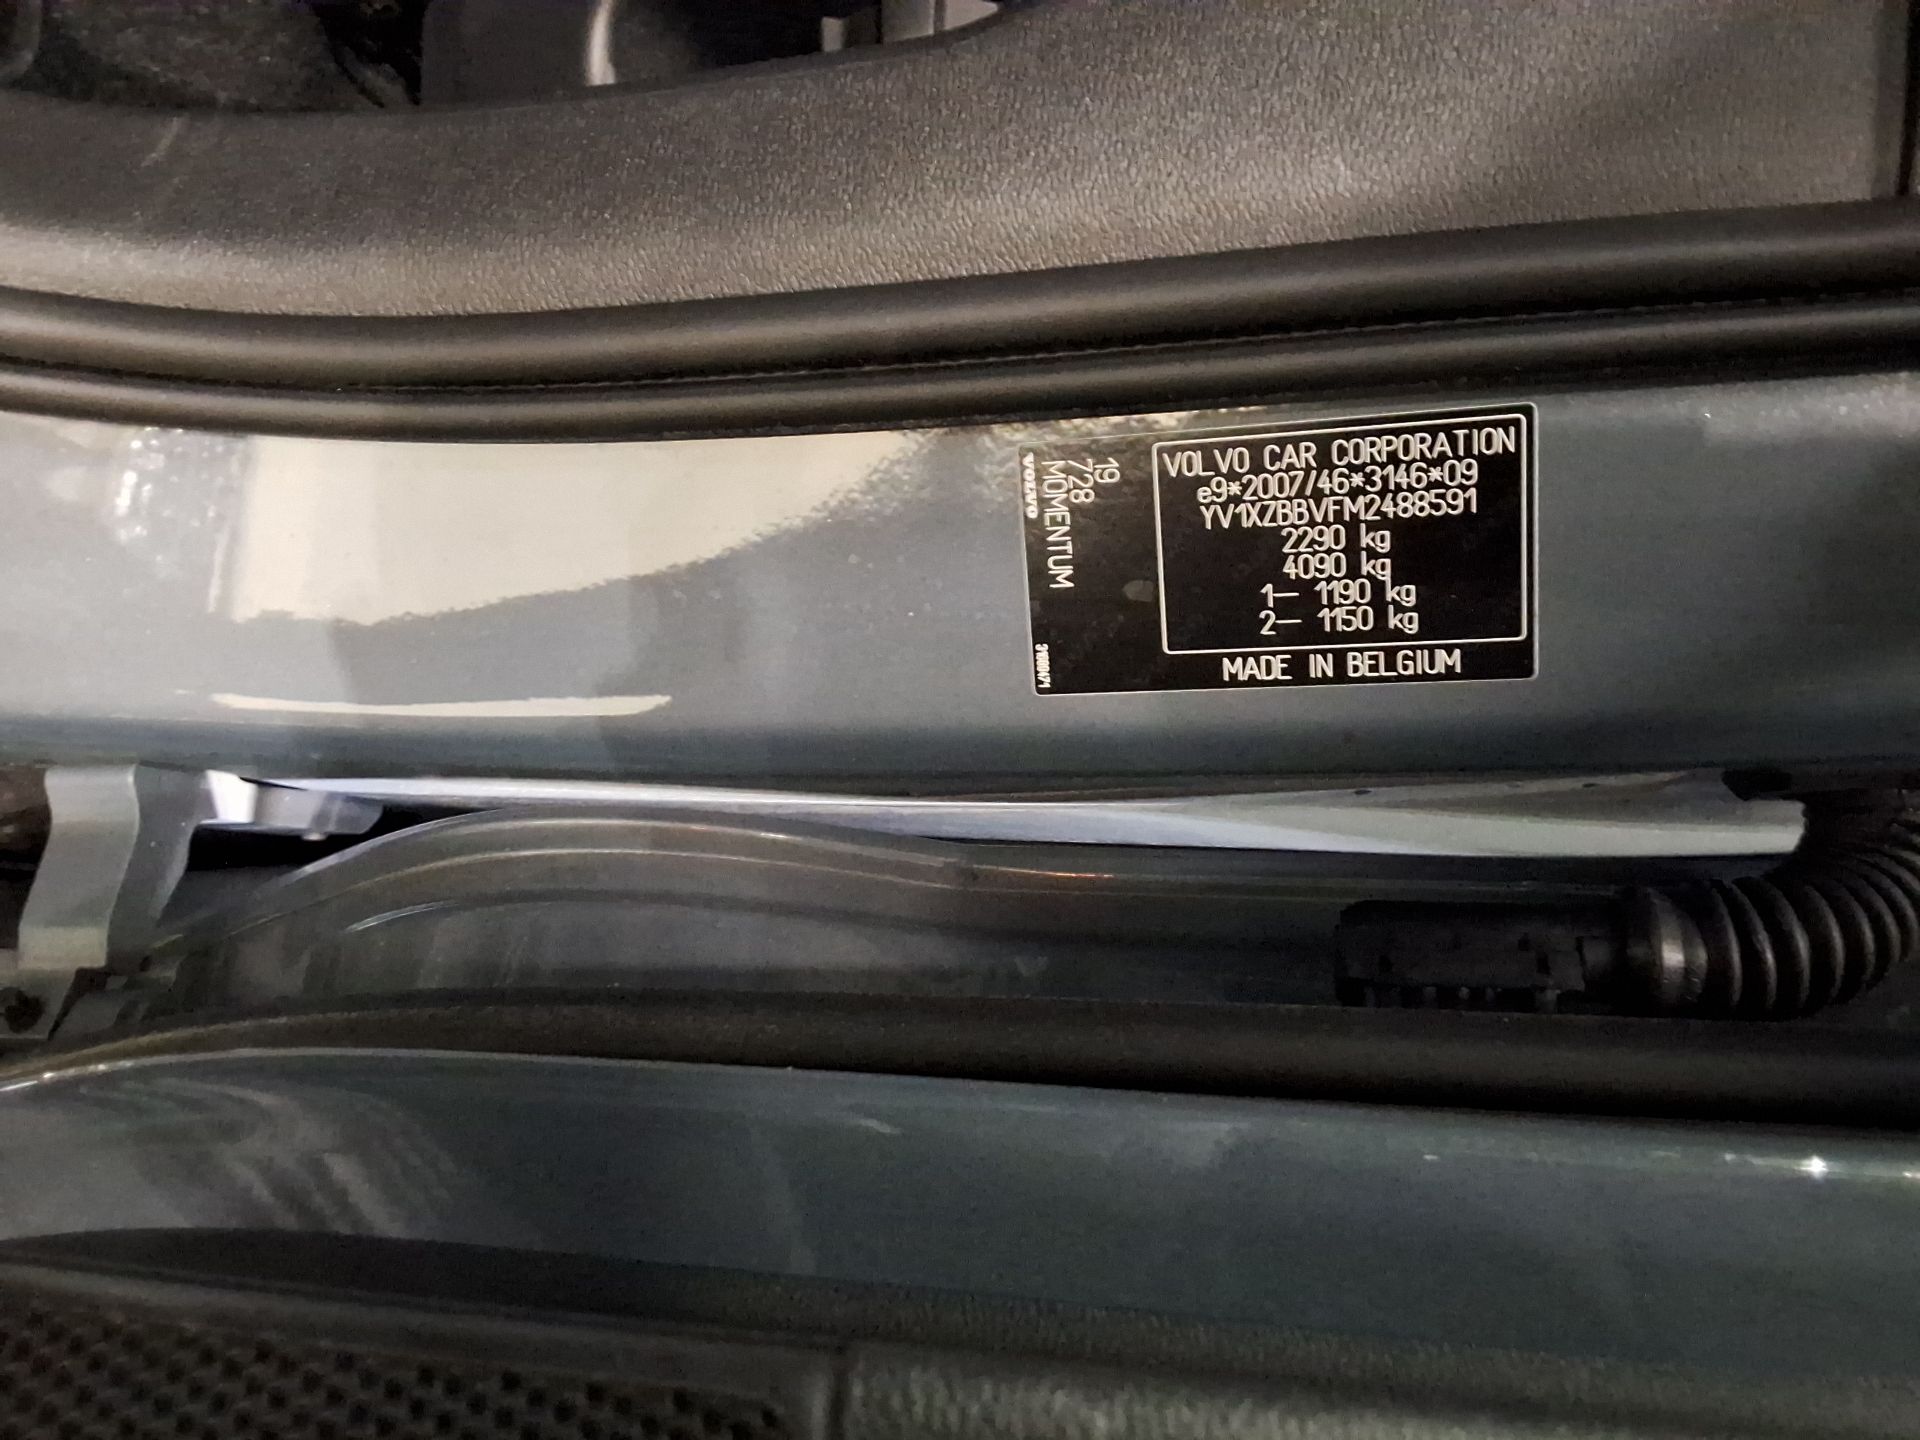 VOLVO CAR CORPORATION
e9*2007/46*3146*09
YV1XZBBVFM2488591
2290 kg
4090 kg
1- 1190 kg
2- 1150 kg
MADE IN BELGIUM
19
728
MOMENTUM
VOLVO